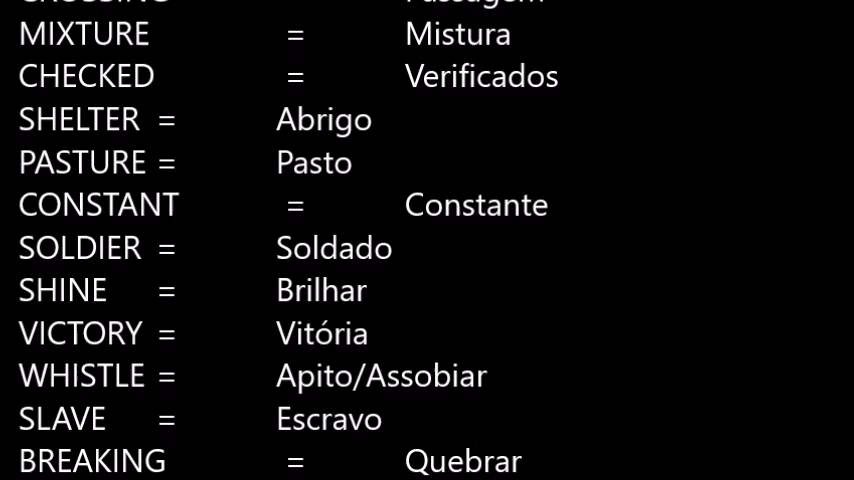 MIXTURE = Mistura
CHECKED = Verificados
SHELTER = Abrigo
PASTURE = Pasto
CONSTANT = Constante
SOLDIER = Soldado
SHINE = Brilhar
VICTORY = Vitória
WHISTLE = Apito/Assobiar
SLAVE = Escravo
BREAKING = Quebrar